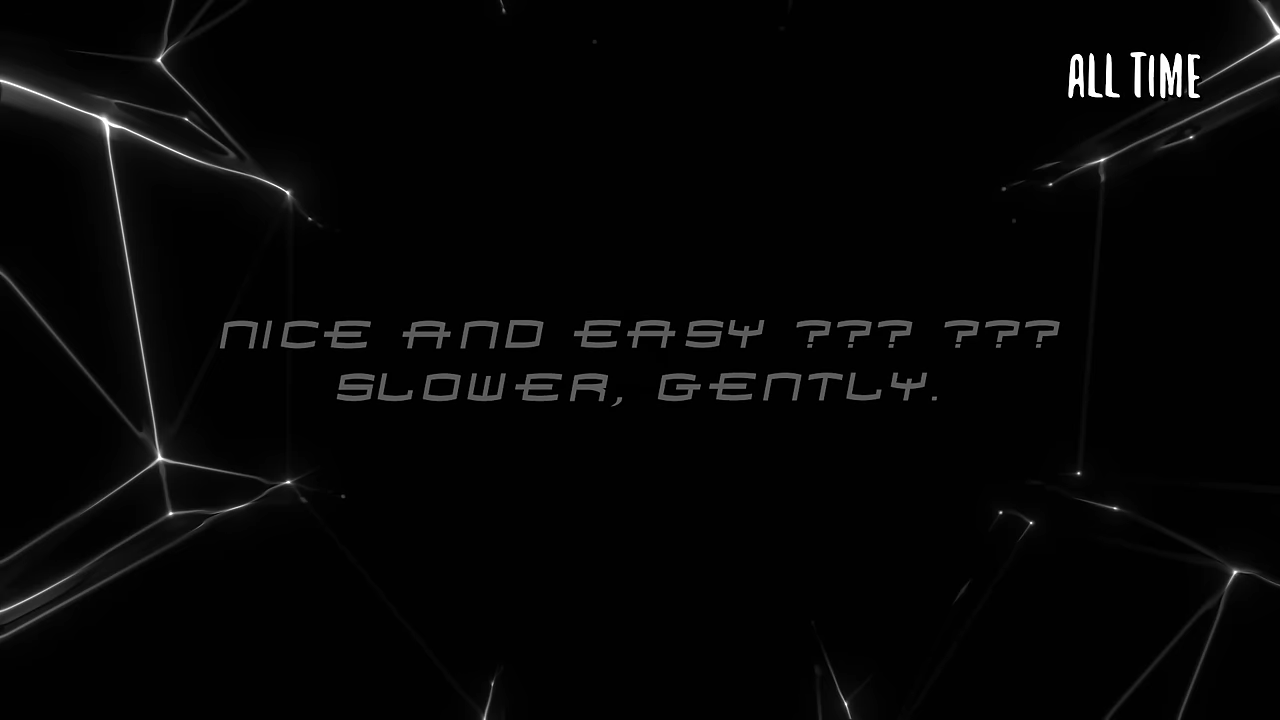 ALL TIME
NICE AND EASY ??? ???
SLOWER, GENTLY.